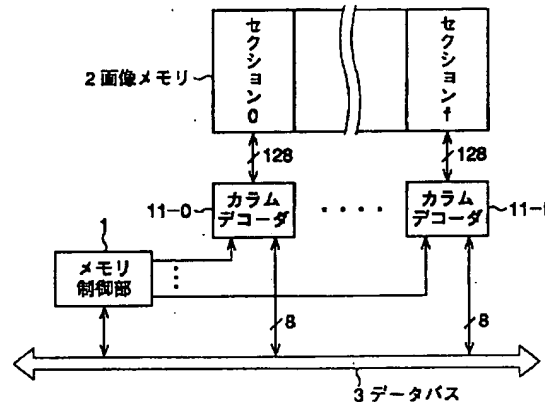 セクション0
セクションf
2 画像メモリ
128
128
11-0
カラム
デコーダ
‥‥
カラム
デコーダ
1
メモリ
制御部
8
8
3 データバス